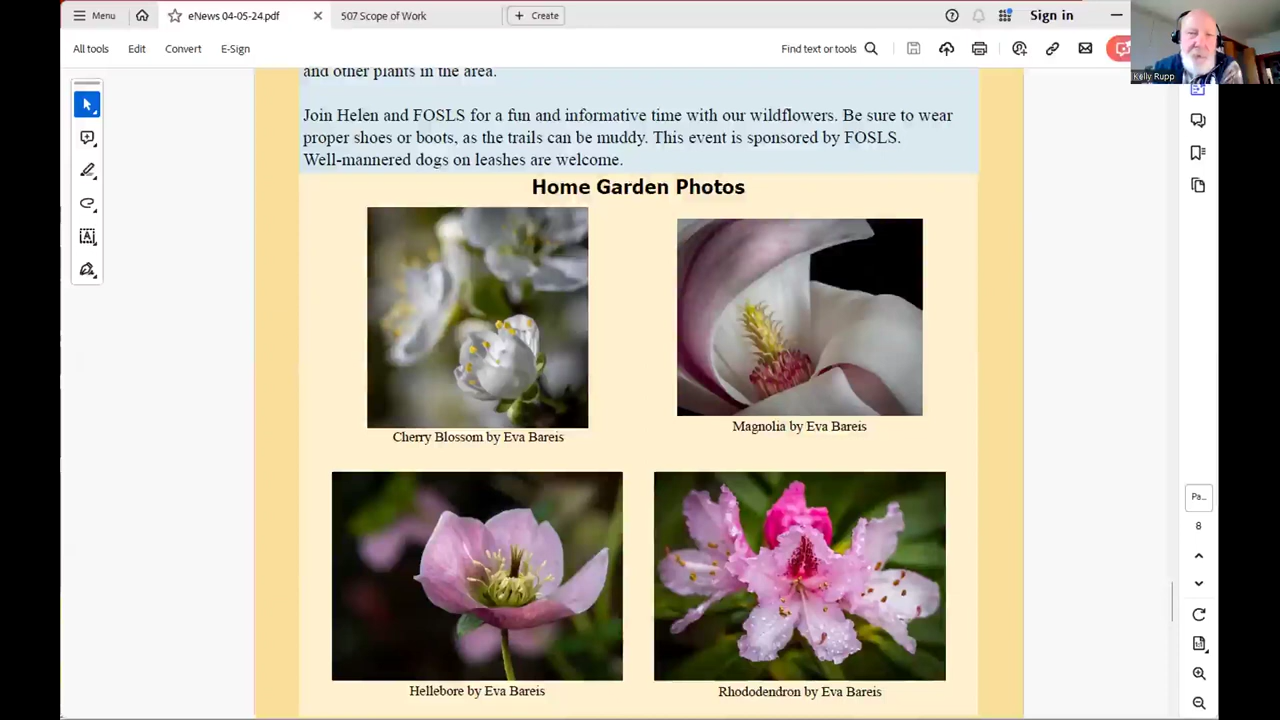 Menu
eNews 04-05-24.pdf
507 Scope of Work
Create
Sign in
All tools
Edit
Convert
E-Sign
Find text or tools
Kelly Rupp
and other plants in the area.
Join Helen and FOSLS for a fun and informative time with our wildflowers. Be sure to wear
proper shoes or boots, as the trails can be muddy. This event is sponsored by FOSLS.
Well-mannered dogs on leashes are welcome.
Home Garden Photos
Cherry Blossom by Eva Bareis
Magnolia by Eva Bareis
Hellebore by Eva Bareis
Rhododendron by Eva Bareis
Pa...
8